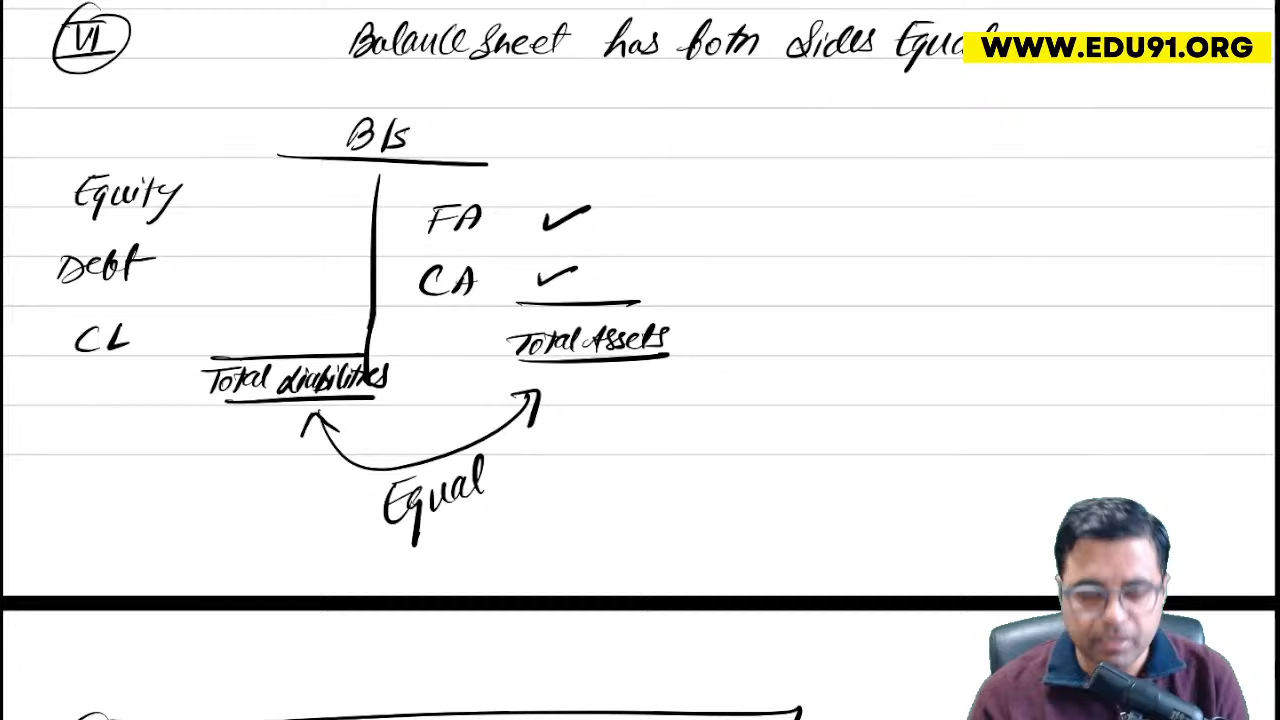 VI Balance Sheet has both Sides Equal
WWW.EDU91.ORG
B/s
Equity
FA ✓
Debt
CA ✓
CL
Total Assets
Total Liabilities
Equal